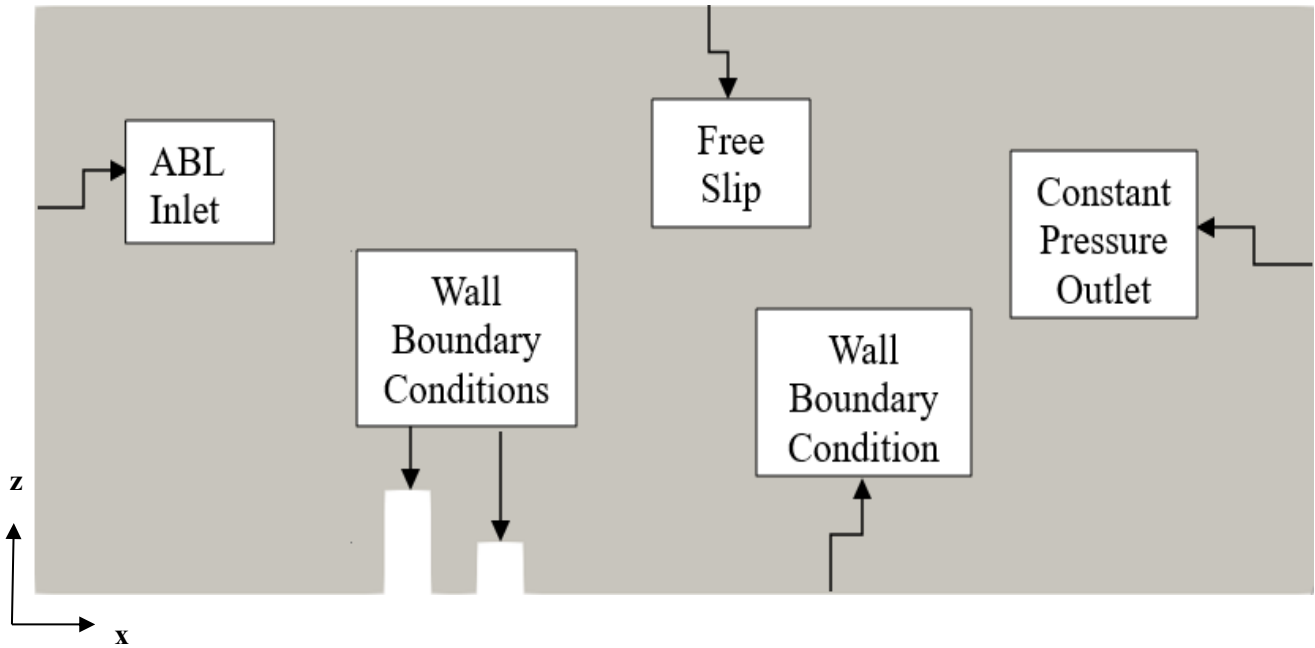 ABL
Inlet
Free
Slip
Constant
Pressure
Outlet
Wall
Boundary
Conditions
Wall
Boundary
Condition
z
x